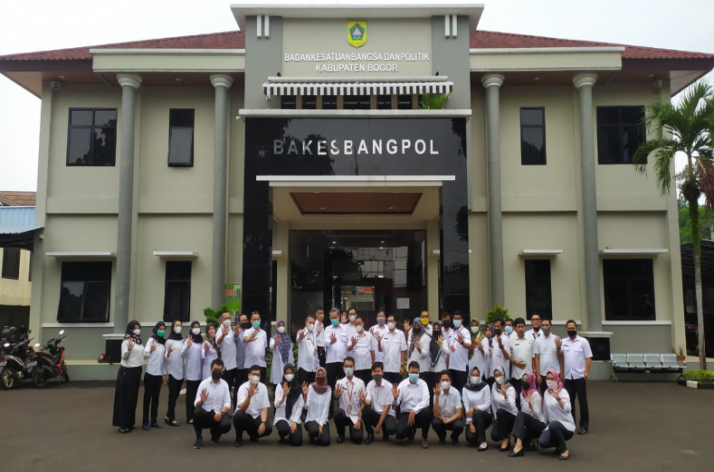 BADAN KESATUAN BANGSA DAN POLITIK
KABUPATEN BOGOR
BAKESBANGPOL